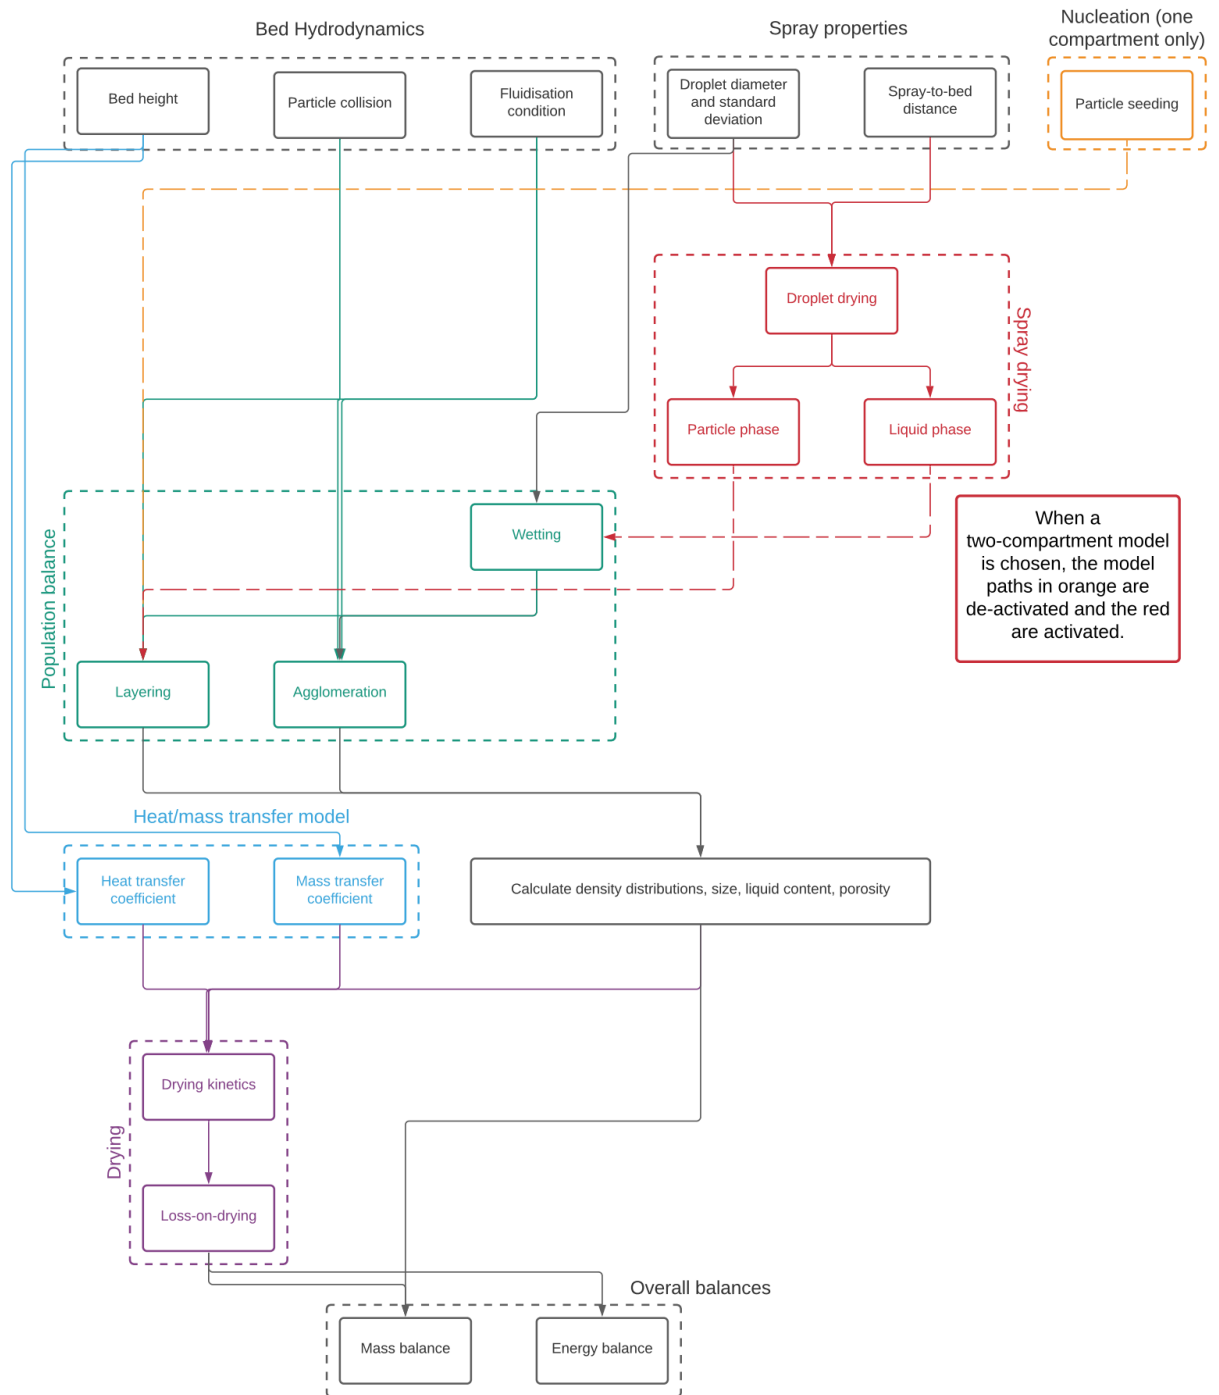 Bed Hydrodynamics
Spray properties
Nucleation (one
compartment only)
Bed height
Particle collision
Fluidisation
condition
Droplet diameter
and standard
deviation
Spray-to-bed
distance
Particle seeding
Spray drying
Droplet drying
Particle phase
Liquid phase
When a
two-compartment model
is chosen, the model
paths in orange are
de-activated and the red
are activated.
Population balance
Wetting
Layering
Agglomeration
Heat/mass transfer model
Heat transfer
coefficient
Mass transfer
coefficient
Calculate density distributions, size, liquid content, porosity
Drying
Drying kinetics
Loss-on-drying
Overall balances
Mass balance
Energy balance